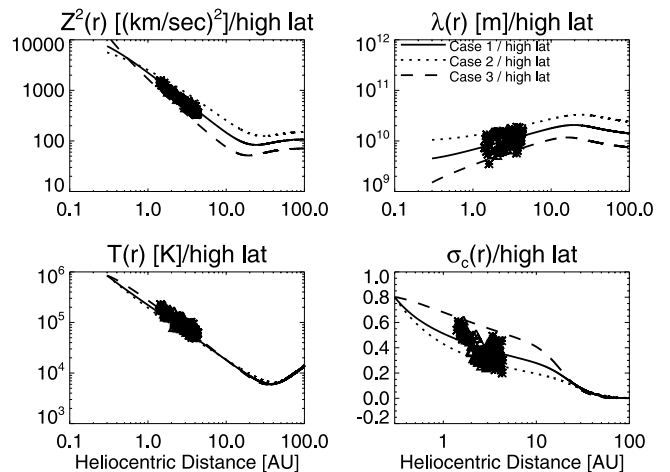 Z²(r) [(km/sec)²]/high lat
10000
1000
100
10
0.1 1.0 10.0 100.0
λ(r) [m]/high lat
Case 1 / high lat
Case 2 / high lat
Case 3 / high lat
10¹²
10¹¹
10¹⁰
10⁹
0.1 1.0 10.0 100.0
T(r) [K]/high lat
10⁶
10⁵
10⁴
10³
0.1 1.0 10.0 100.0
Heliocentric Distance [AU]
σc(r)/high lat
1.0
0.8
0.6
0.4
0.2
0.0
-0.2
1 10 100
Heliocentric Distance [AU]